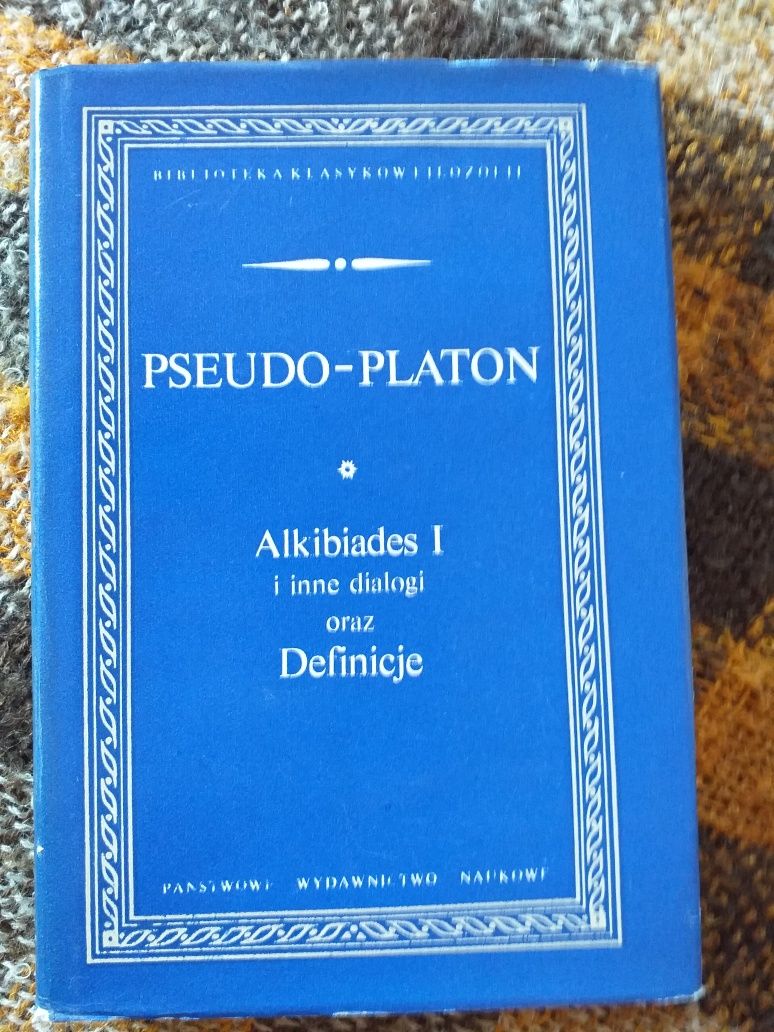 BIBLIOTEKA KLASYKÓW FILOZOFII
PSEUDO-PLATON
Alkibiades I
i inne dialogi
oraz
Definicje
PAŃSTWOWE WYDAWNICTWO NAUKOWE